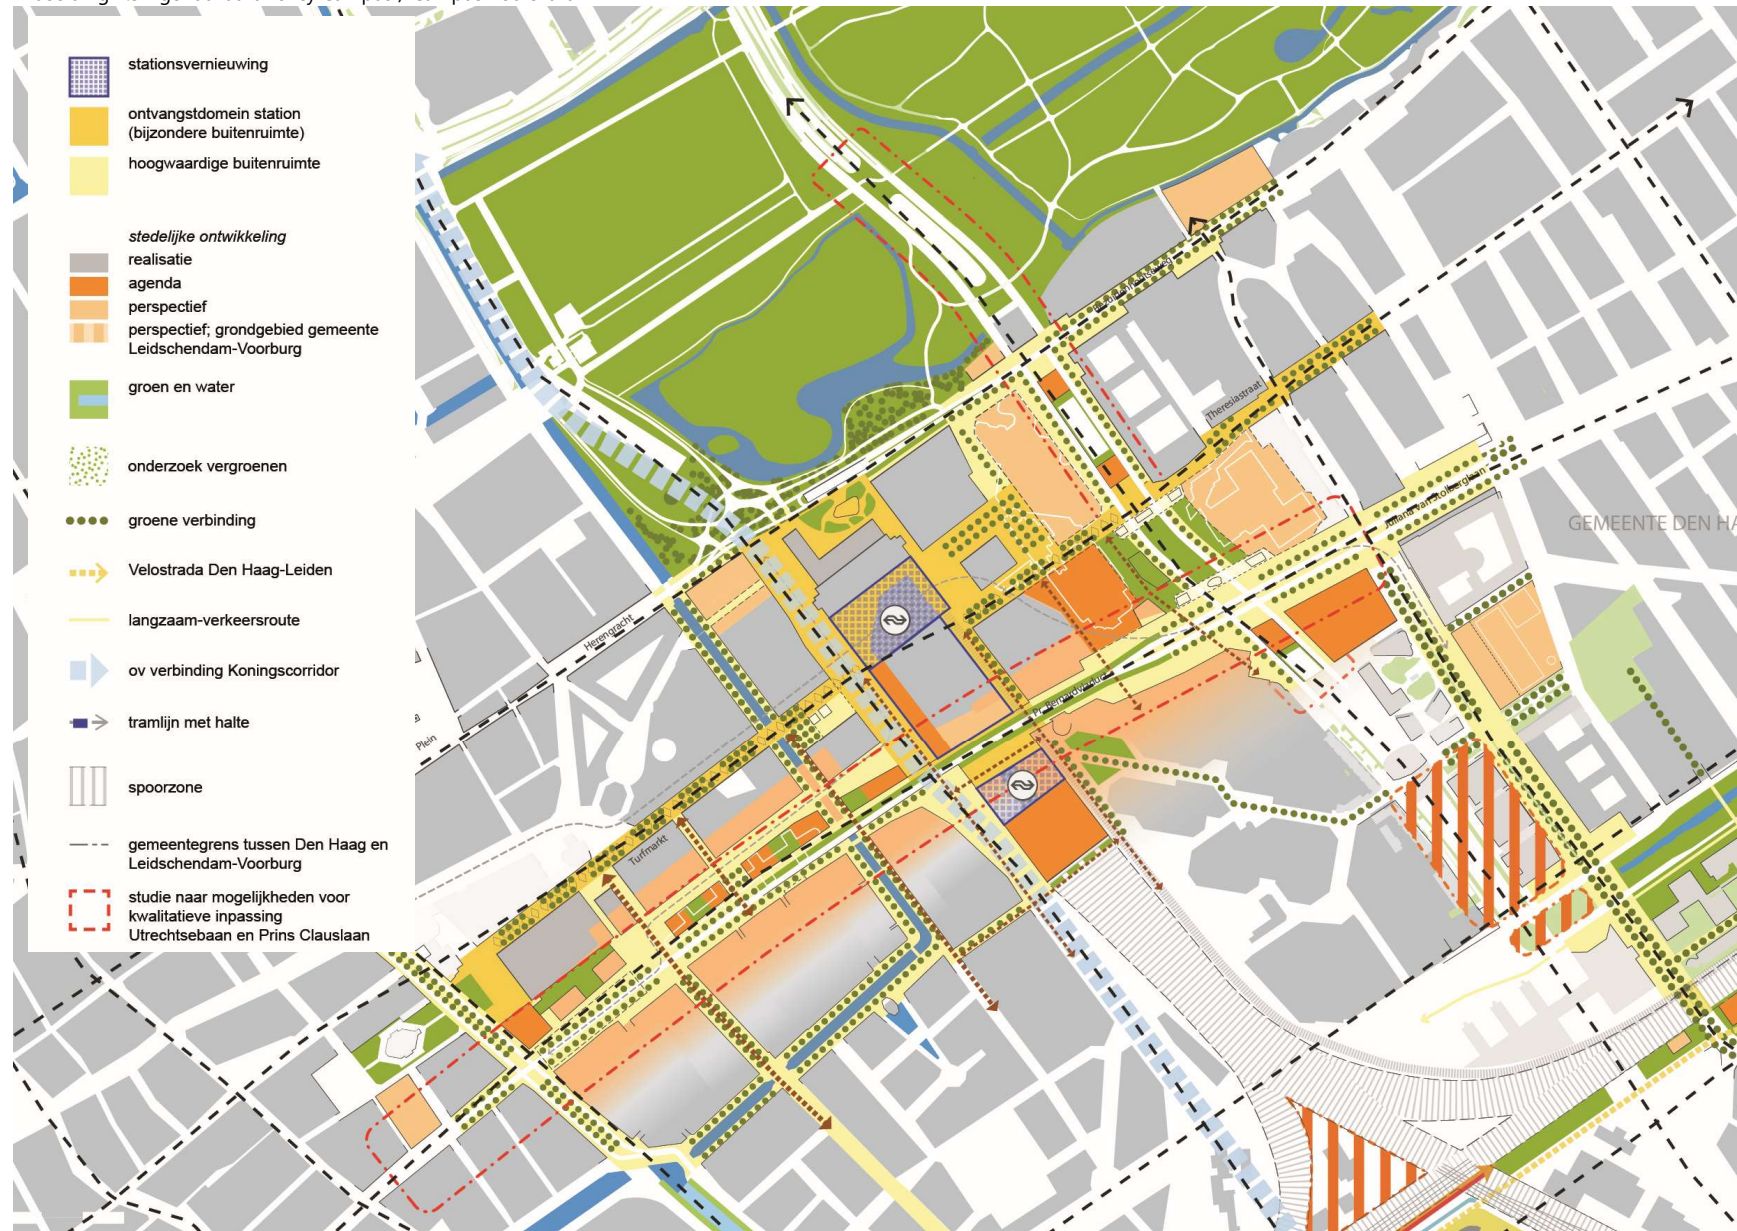 stationsvernieuwing
ontvangstdomein station
(bijzondere buitenruimte)
hoogwaardige buitenruimte
stedelijke ontwikkeling
realisatie
agenda
perspectief
perspectief; grondgebied gemeente
Leidschendam-Voorburg
groen en water
onderzoek vergroenen
groene verbinding
Velostrada Den Haag-Leiden
langzaam-verkeersroute
ov verbinding Koningscorridor
tramlijn met halte
spoorzone
gemeentegrens tussen Den Haag en
Leidschendam-Voorburg
studie naar mogelijkheden voor
kwalitatieve inpassing
Utrechtsebaan en Prins Clauslaan
Bezuidenhoutseweg
Theresiastraat
Juliana van Stolberglaan
GEMEENTE DEN HA
Herengracht
Plein
Pr. Bernardviaduct
Turfmarkt